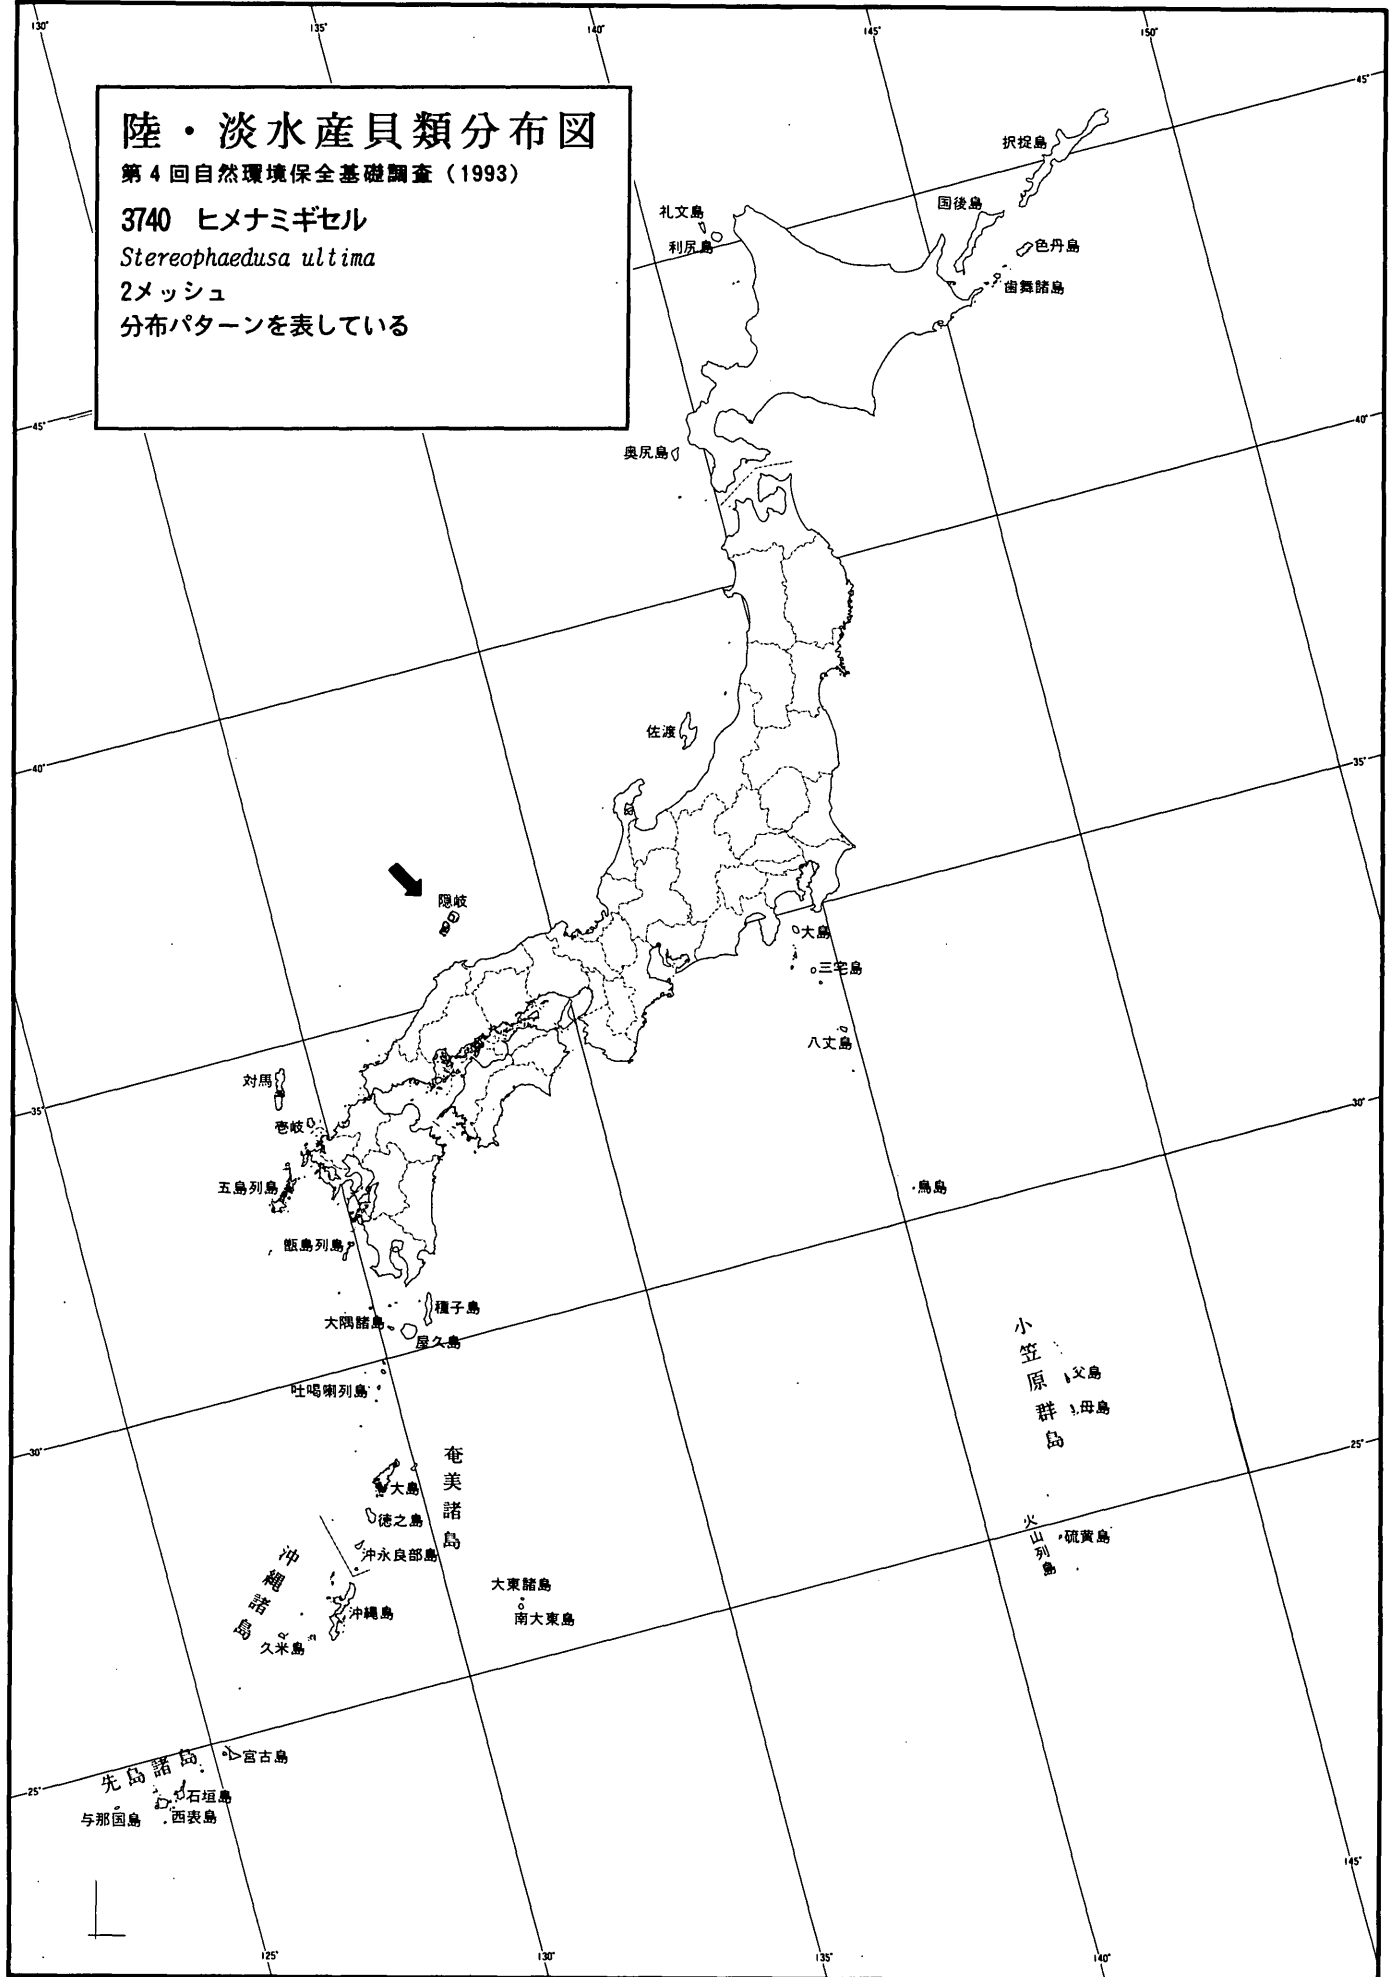 130°
135°
140°
145°
150°
陸・淡水産貝類分布図
第4回自然環境保全基礎調査（1993）
3740 ヒメナミギセル
Stereophaedusa ultima
2メッシュ
分布パターンを表している
45°
択捉島
国後島
色丹島
歯舞諸島
礼文島
利尻島
45°
40°
奥尻島
佐渡
40°
35°
隠岐
大島
三宅島
八丈島
対馬
壱岐
35°
30°
五島列島
鳥島
甑島列島
種子島
大隅諸島
屋久島
吐噶喇列島
小笠原群島
父島
母島
30°
25°
奄美諸島
大島
徳之島
沖永良部島
沖縄諸島
沖縄島
久米島
大東諸島
南大東島
火山列島
硫黄島
先島諸島
宮古島
石垣島
西表島
与那国島
25°
145°
125°
130°
135°
140°